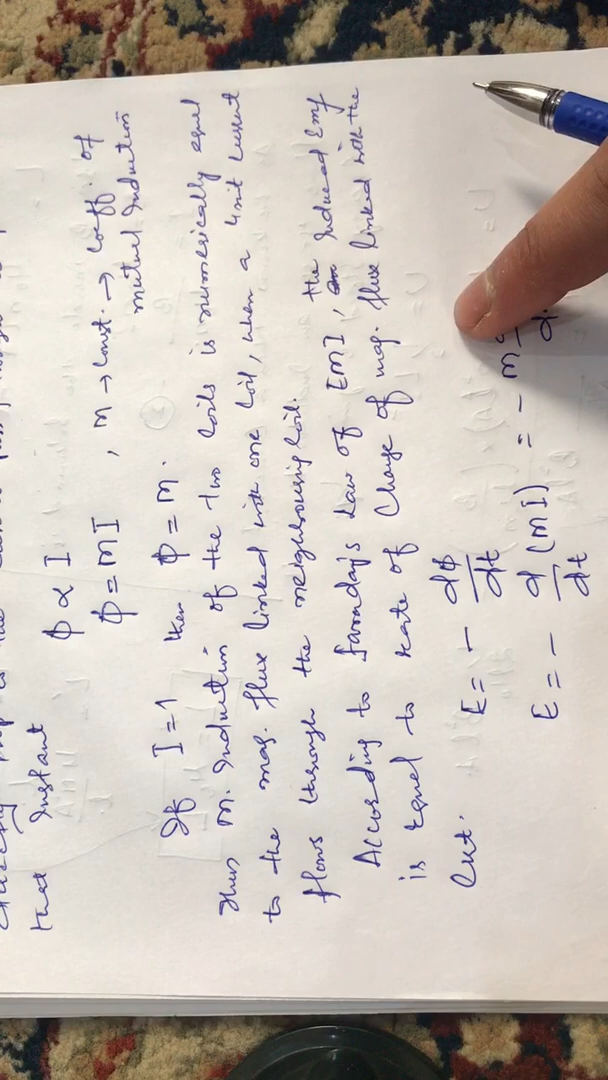 that instant
φ ∝ I
φ = MI , M → const. → coeff. of
mutual Induction
If I = 1 then φ = M.
Thus M. Induction of the two coils is numerically equal
to the mag. flux linked with one coil, when a unit current
flows through the neighbouring coil.
According to faraday's Law of EMI, the Induced Emf
is equal to rate of change of mag. flux linked with the
Ckt.
E = - dφ/dt
E = - d/dt (MI) = - M